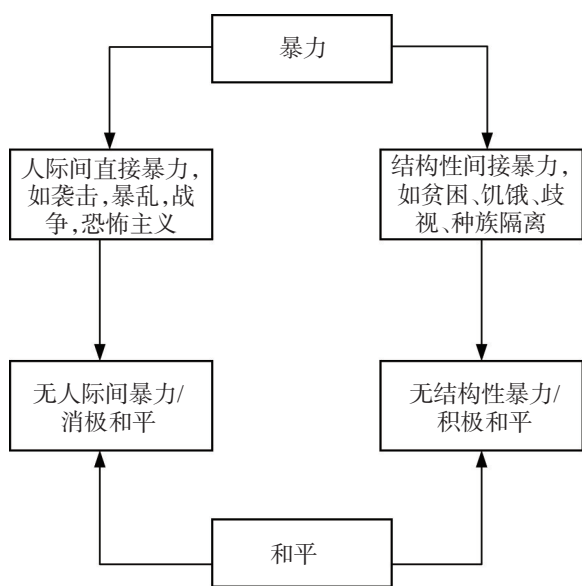 暴力
人际间直接暴力,
如袭击,暴乱,战
争,恐怖主义
结构性间接暴力,
如贫困、饥饿、歧
视、种族隔离
无人际间暴力/
消极和平
无结构性暴力/
积极和平
和平